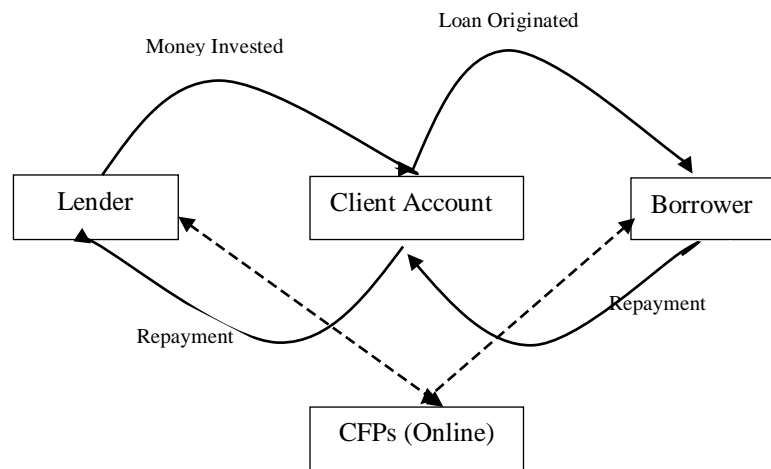 Loan Originated
Money Invested
Lender
Client Account
Borrower
Repayment
Repayment
CFPs (Online)